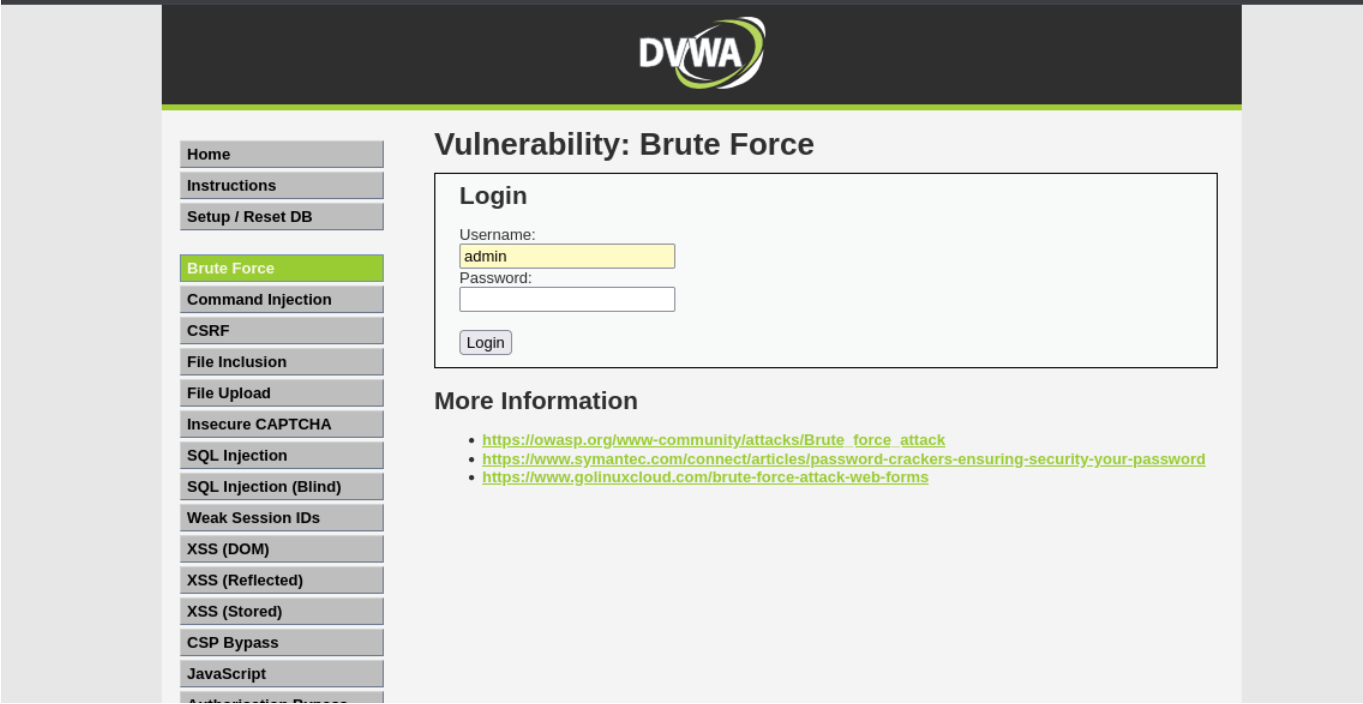 DVWA
Home
Instructions
Setup / Reset DB
Brute Force
Command Injection
CSRF
File Inclusion
File Upload
Insecure CAPTCHA
SQL Injection
SQL Injection (Blind)
Weak Session IDs
XSS (DOM)
XSS (Reflected)
XSS (Stored)
CSP Bypass
JavaScript
Authorisation Bypass
Vulnerability: Brute Force
Login
Username:
admin
Password:
Login
More Information
https://owasp.org/www-community/attacks/Brute_force_attack
https://www.symantec.com/connect/articles/password-crackers-ensuring-security-your-password
https://www.golinuxcloud.com/brute-force-attack-web-forms